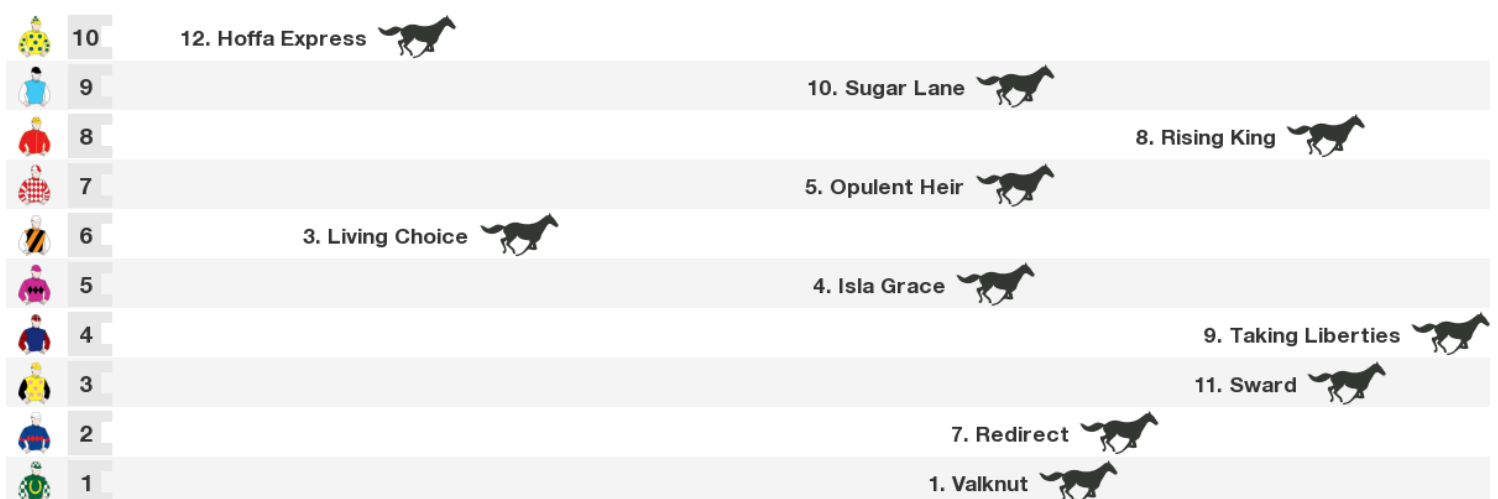 10 12. Hoffa Express
9 10. Sugar Lane
8 8. Rising King
7 5. Opulent Heir
6 3. Living Choice
5 4. Isla Grace
4 9. Taking Liberties
3 11. Sward
2 7. Redirect
1 1. Valknut